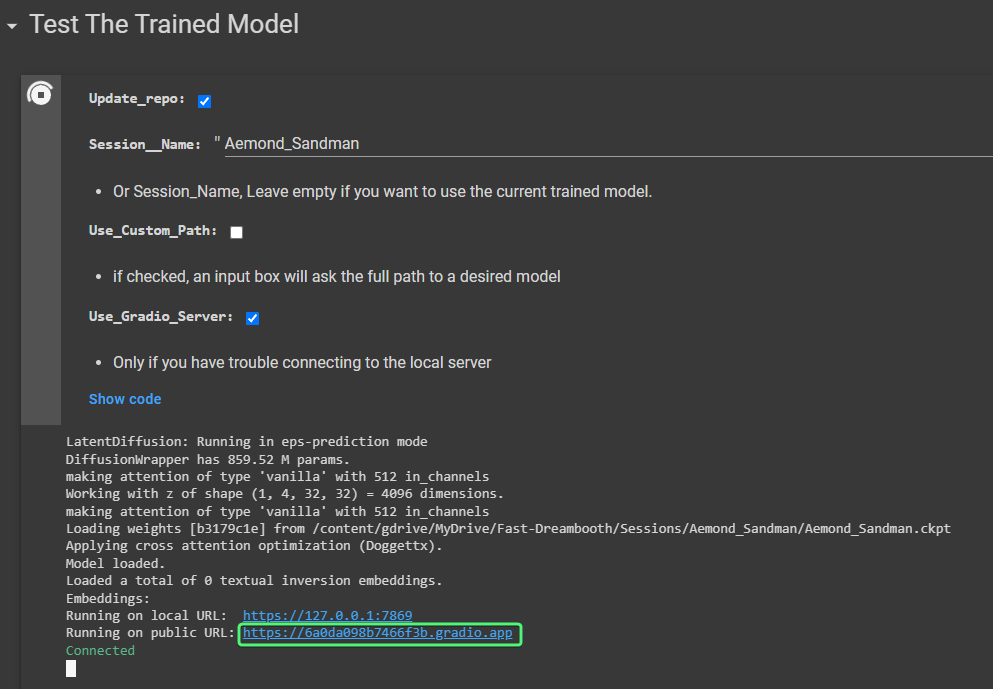 Test The Trained Model
Update_repo:
Session__Name: " Aemond_Sandman
• Or Session_Name, Leave empty if you want to use the current trained model.
Use_Custom_Path:
• if checked, an input box will ask the full path to a desired model
Use_Gradio_Server:
• Only if you have trouble connecting to the local server
Show code
LatentDiffusion: Running in eps-prediction mode
DiffusionWrapper has 859.52 M params.
making attention of type 'vanilla' with 512 in_channels
Working with z of shape (1, 4, 32, 32) = 4096 dimensions.
making attention of type 'vanilla' with 512 in_channels
Loading weights [b3179c1e] from /content/gdrive/MyDrive/Fast-Dreambooth/Sessions/Aemond_Sandman/Aemond_Sandman.ckpt
Applying cross attention optimization (Doggettx).
Model loaded.
Loaded a total of 0 textual inversion embeddings.
Embeddings:
Running on local URL:  https://127.0.0.1:7869
Running on public URL: https://6a0da098b7466f3b.gradio.app
Connected